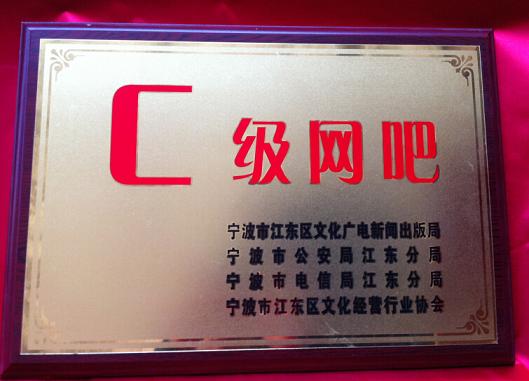 C级网吧
宁波市江东区文化广电新闻出版局
宁波市公安局江东分局
宁波市电信局江东分局
宁波市江东区文化经营行业协会